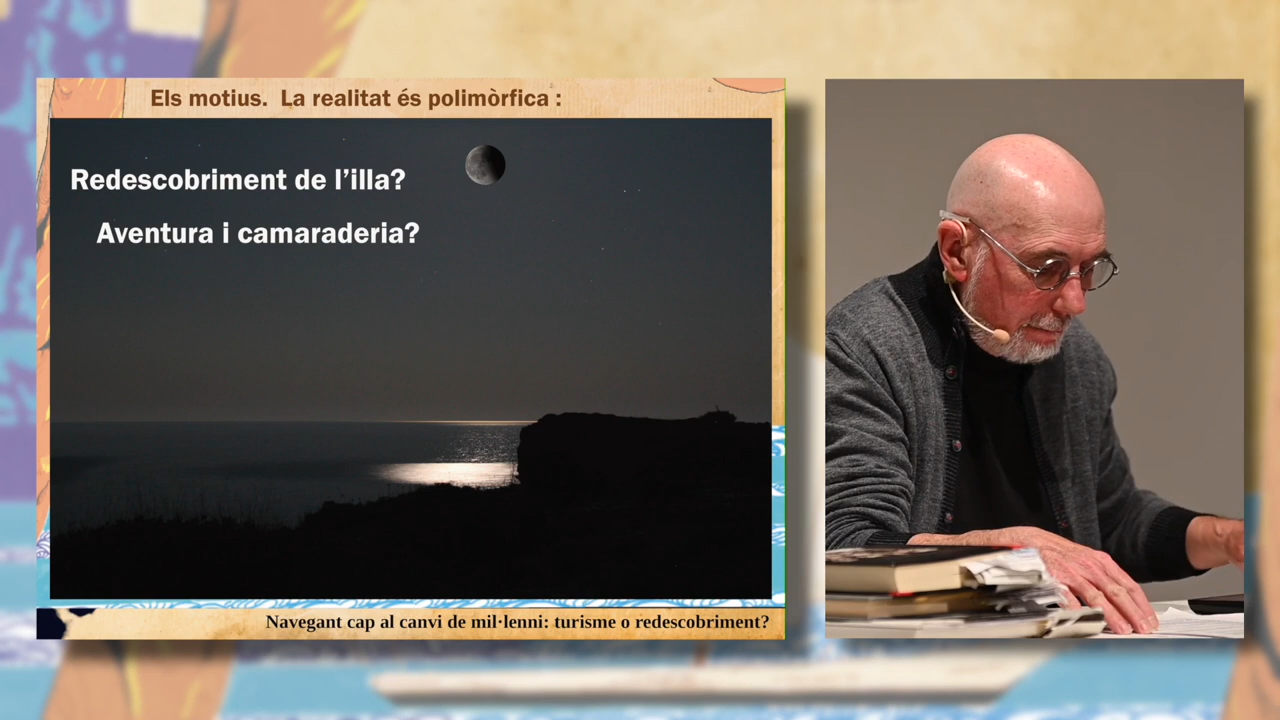 Els motius. La realitat és polimòrfica :
Redescobriment de l’illa?
Aventura i camaraderia?
Navegant cap al canvi de mil·lenni: turisme o redescobriment?